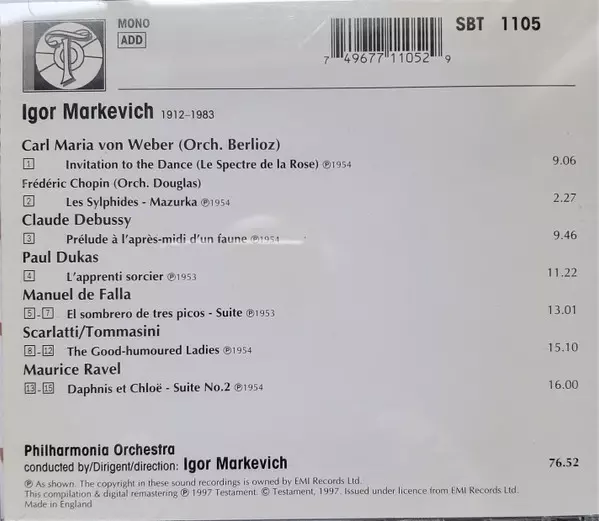 MONO
ADD
SBT 1105
7 49677 11052 9
Igor Markevich 1912-1983
Carl Maria von Weber (Orch. Berlioz)
1 Invitation to the Dance (Le Spectre de la Rose) ℗1954 9.06
Frédéric Chopin (Orch. Douglas)
2 Les Sylphides - Mazurka ℗1954 2.27
Claude Debussy
3 Prélude à l'après-midi d'un faune ℗1954 9.46
Paul Dukas
4 L'apprenti sorcier ℗1953 11.22
Manuel de Falla
5-7 El sombrero de tres picos - Suite ℗1953 13.01
Scarlatti/Tommasini
8-12 The Good-humoured Ladies ℗1954 15.10
Maurice Ravel
13-15 Daphnis et Chloë - Suite No.2 ℗1954 16.00
Philharmonia Orchestra
conducted by/Dirigent/direction: Igor Markevich 76.52
℗ As shown. The copyright in these sound recordings is owned by EMI Records Ltd.
This compilation & digital remastering ℗ 1997 Testament. © Testament, 1997. Issued under licence from EMI Records Ltd.
Made in England